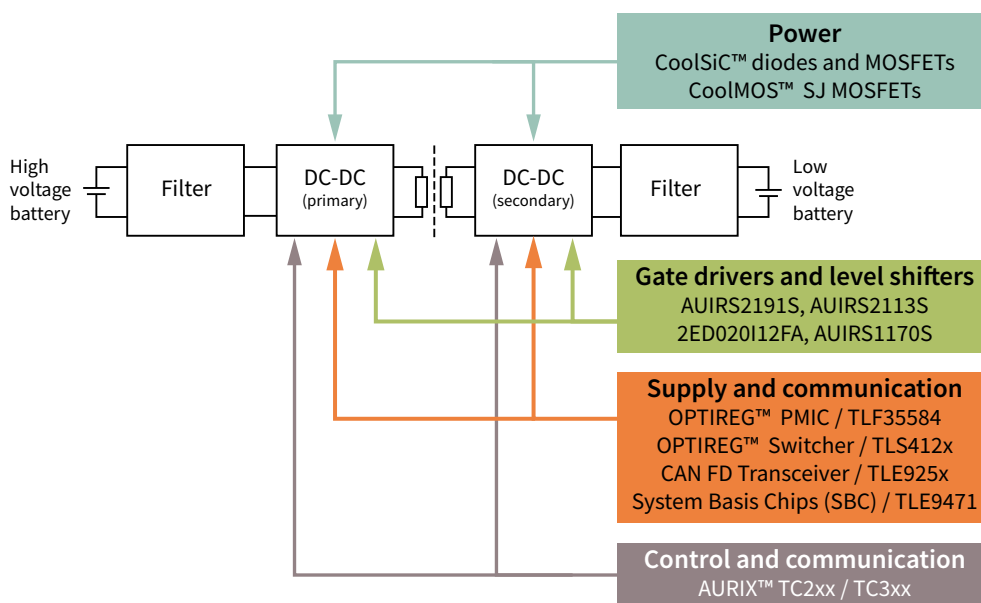 Power
CoolSiC™ diodes and MOSFETs
CoolMOS™ SJ MOSFETs
High
voltage
battery
Filter
DC-DC
(primary)
DC-DC
(secondary)
Filter
Low
voltage
battery
Gate drivers and level shifters
AUIRS2191S, AUIRS2113S
2ED020I12FA, AUIRS1170S
Supply and communication
OPTIREG™ PMIC / TLF35584
OPTIREG™ Switcher / TLS412x
CAN FD Transceiver / TLE925x
System Basis Chips (SBC) / TLE9471
Control and communication
AURIX™ TC2xx / TC3xx